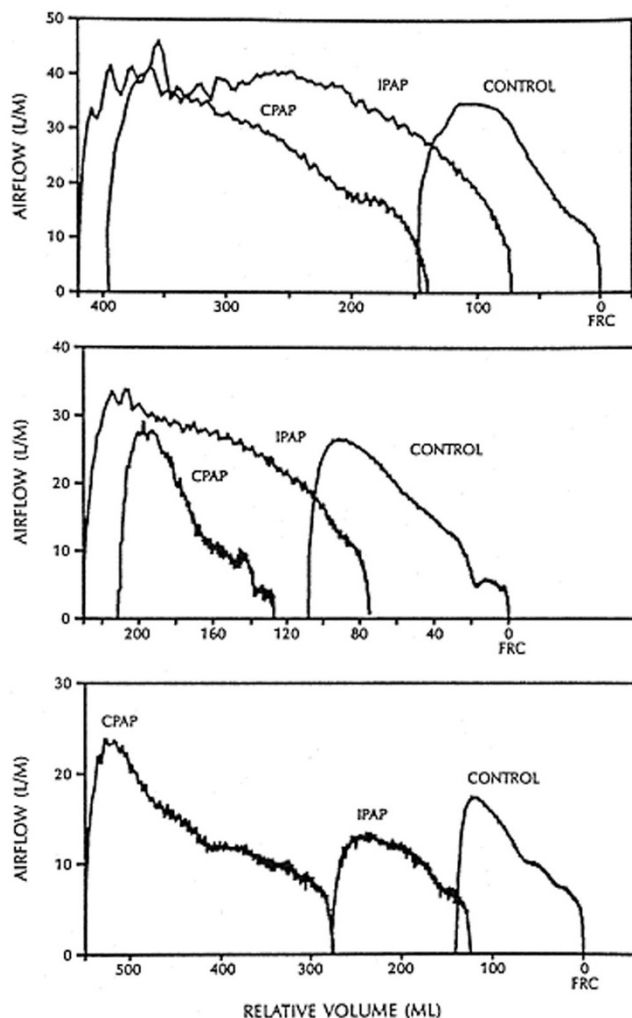 50
40
30
20
10
0
AIRFLOW (L/M)
IPAP
CPAP
CONTROL
400 300 200 100 0
FRC
40
30
20
10
0
AIRFLOW (L/M)
IPAP
CPAP
CONTROL
200 160 120 80 40 0
FRC
30
20
10
0
AIRFLOW (L/M)
CPAP
IPAP
CONTROL
500 400 300 200 100 0
FRC
RELATIVE VOLUME (ML)